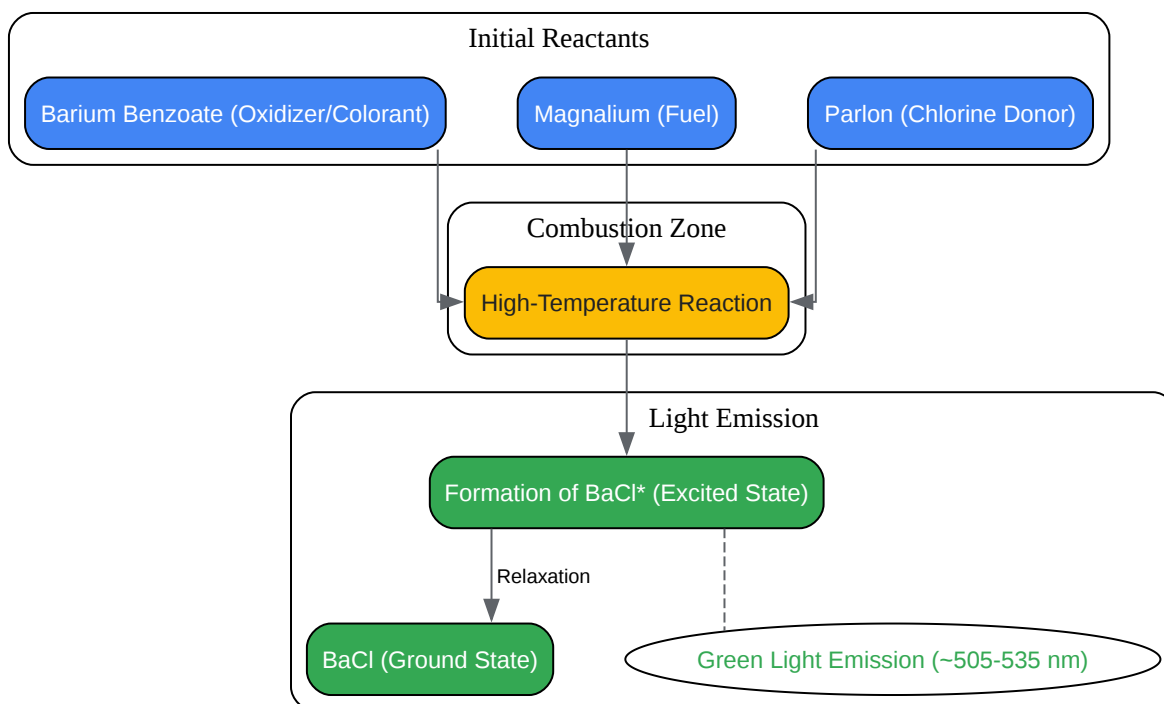 Initial Reactants
Barium Benzoate (Oxidizer/Colorant)
Magnalium (Fuel)
Parlon (Chlorine Donor)
Combustion Zone
High-Temperature Reaction
Light Emission
Formation of BaCl* (Excited State)
Relaxation
BaCl (Ground State)
Green Light Emission (~505-535 nm)